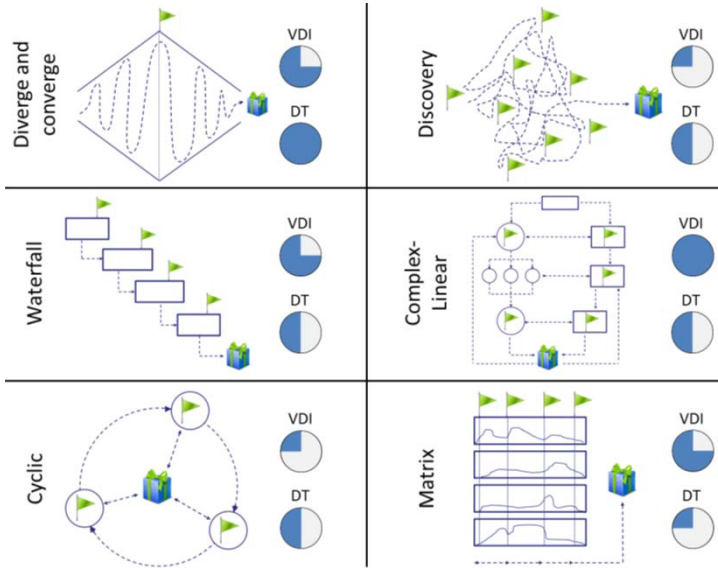 Diverge and
converge
VDI
DT
Discovery
VDI
DT
Waterfall
VDI
DT
Complex-
Linear
VDI
DT
Cyclic
VDI
DT
Matrix
VDI
DT